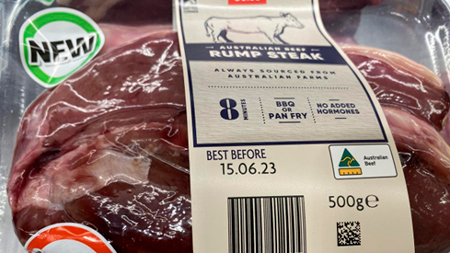 NEW
AUSTRALIAN BEEF
RUMP STEAK
ALWAYS SOURCED FROM
AUSTRALIAN FARMS
8
MINUTES
BBQ
OR
PAN FRY
NO ADDED
HORMONES
BEST BEFORE
15.06.23
Australian
Beef
500g℮